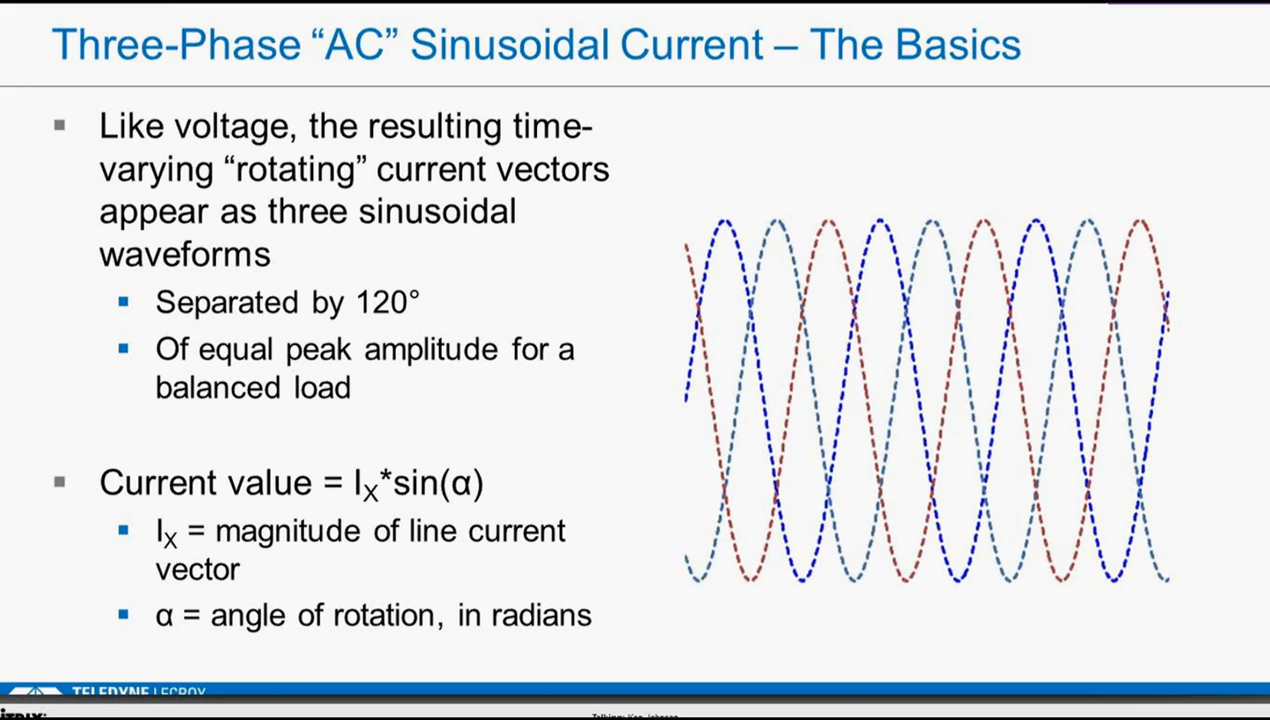 Three-Phase “AC” Sinusoidal Current – The Basics
Like voltage, the resulting time-
varying “rotating” current vectors
appear as three sinusoidal
waveforms
Separated by 120°
Of equal peak amplitude for a
balanced load
Current value = IX*sin(α)
IX = magnitude of line current
vector
α = angle of rotation, in radians
TELEDYNE LECROY